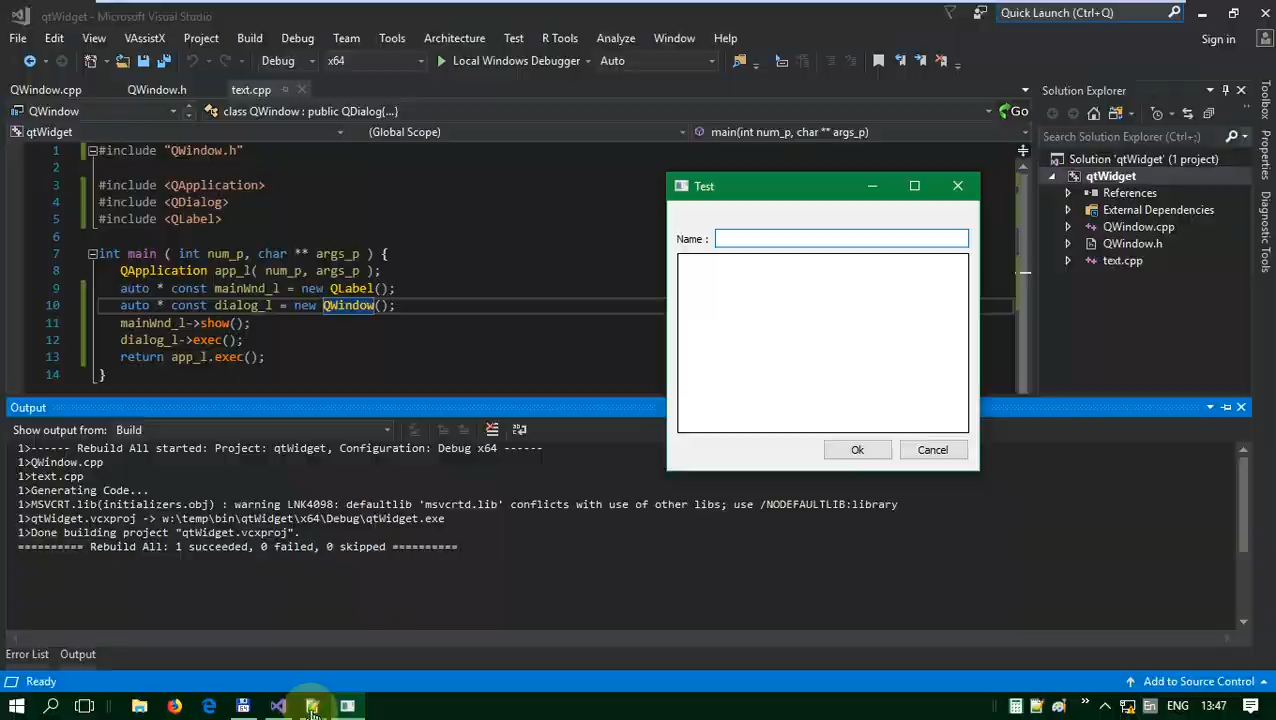 qtWidget - Microsoft Visual Studio
Quick Launch (Ctrl+Q)
File Edit View VAssistX Project Build Debug Team Tools Architecture Test R Tools Analyze Window Help
Sign in
Debug x64 Local Windows Debugger Auto
QWindow.cpp QWindow.h text.cpp
QWindow class QWindow : public QDialog{...} Go
qtWidget (Global Scope) main(int num_p, char ** args_p)
1 #include "QWindow.h"
2
3 #include <QApplication>
4 #include <QDialog>
5 #include <QLabel>
6
7 int main ( int num_p, char ** args_p ) {
8 QApplication app_l( num_p, args_p );
9 auto * const mainWnd_l = new QLabel();
10 auto * const dialog_l = new QWindow();
11 mainWnd_l->show();
12 dialog_l->exec();
13 return app_l.exec();
14 }
Test
Name :
Ok Cancel
Solution Explorer
Search Solution Explorer (Ctrl+;)
Solution 'qtWidget' (1 project)
qtWidget
References
External Dependencies
QWindow.cpp
QWindow.h
text.cpp
Toolbox
Properties
Diagnostic Tools
Output
Show output from: Build
1>------ Rebuild All started: Project: qtWidget, Configuration: Debug x64 ------
1>QWindow.cpp
1>text.cpp
1>Generating Code...
1>MSVCRT.lib(initializers.obj) : warning LNK4098: defaultlib 'msvcrtd.lib' conflicts with use of other libs; use /NODEFAULTLIB:library
1>qtWidget.vcxproj -> w:\temp\bin\qtWidget\x64\Debug\qtWidget.exe
1>Done building project "qtWidget.vcxproj".
========== Rebuild All: 1 succeeded, 0 failed, 0 skipped ==========
Error List Output
Ready
Add to Source Control
ENG 13:47